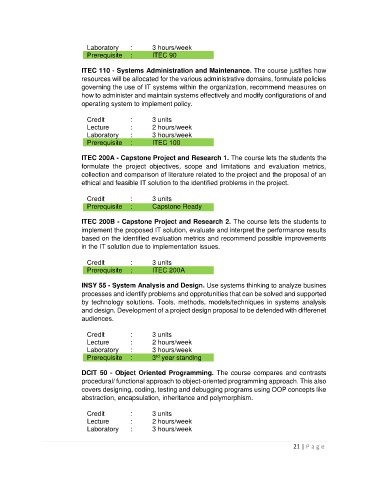 Laboratory : 3 hours/week
Prerequisite : ITEC 90
ITEC 110 - Systems Administration and Maintenance. The course justifies how
resources will be allocated for the various administrative domains, formulate policies
governing the use of IT systems within the organization, recommend measures on
how to administer and maintain systems effectively and modify configurations of and
operating system to implement policy.
Credit : 3 units
Lecture : 2 hours/week
Laboratory : 3 hours/week
Prerequisite : ITEC 100
ITEC 200A - Capstone Project and Research 1. The course lets the students the
formulate the project objectives, scope and limitations and evaluation metrics,
collection and comparison of literature related to the project and the proposal of an
ethical and feasible IT solution to the identified problems in the project.
Credit : 3 units
Prerequisite : Capstone Ready
ITEC 200B - Capstone Project and Research 2. The course lets the students to
implement the proposed IT solution, evaluate and interpret the performance results
based on the identified evaluation metrics and recommend possible improvements
in the IT solution due to implementation issues.
Credit : 3 units
Prerequisite : ITEC 200A
INSY 55 - System Analysis and Design. Use systems thinking to analyze busines
processes and identify problems and opprotunities that can be solved and supported
by technology solutions. Tools, methods, models/techniques in systems analysis
and design. Development of a project design proposal to be defended with differenet
audiences.
Credit : 3 units
Lecture : 2 hours/week
Laboratory : 3 hours/week
Prerequisite : 3rd year standing
DCIT 50 - Object Oriented Programming. The course compares and contrasts
procedural/ functional approach to object-oriented programming approach. This also
covers designing, coding, testing and debugging programs using OOP concepts like
abstraction, encapsulation, inheritance and polymorphism.
Credit : 3 units
Lecture : 2 hours/week
Laboratory : 3 hours/week
21 | P a g e